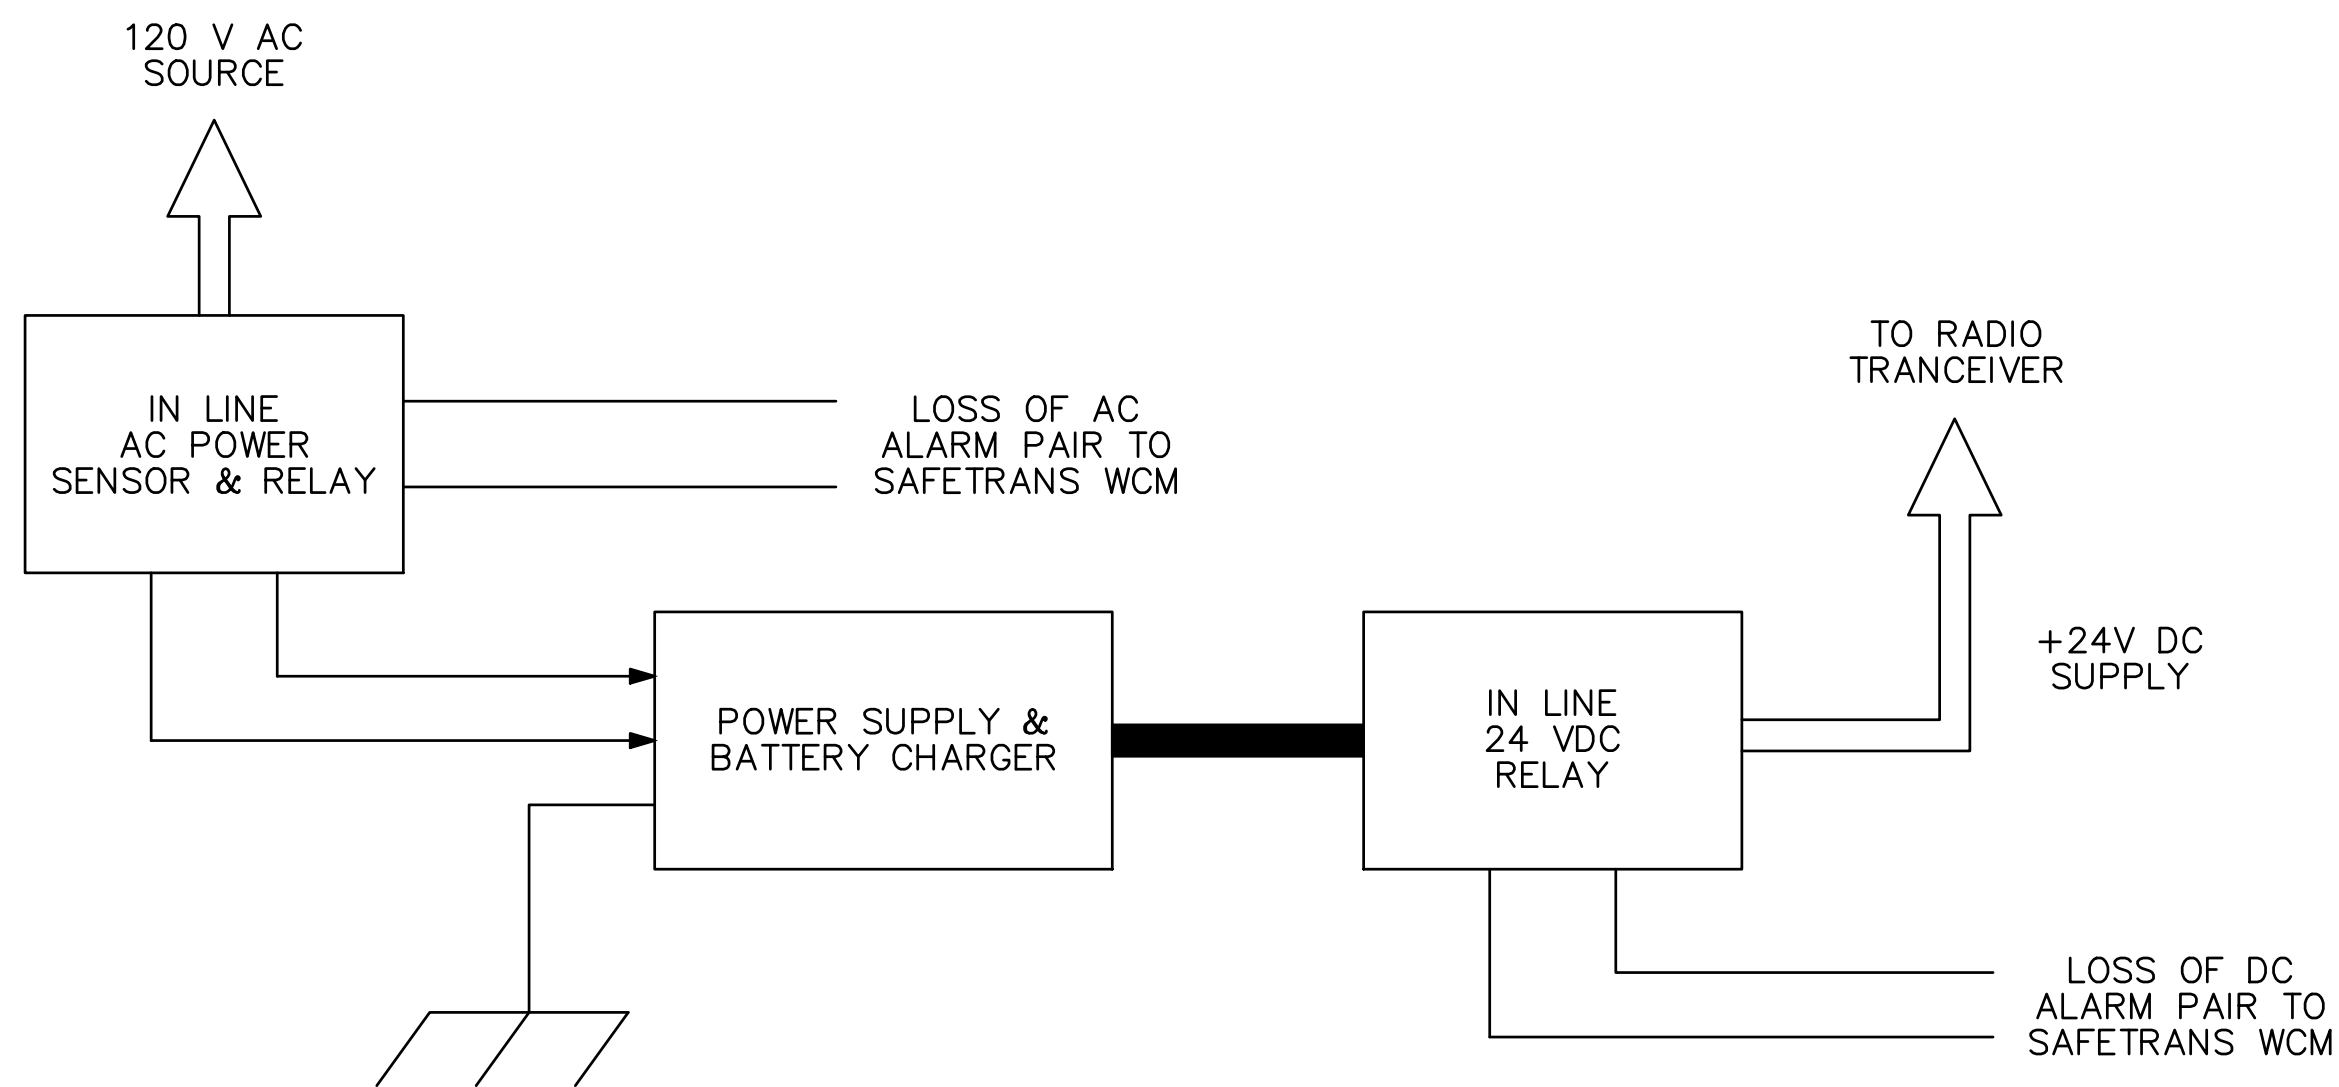 120 V AC
SOURCE
IN LINE
AC POWER
SENSOR & RELAY
LOSS OF AC
ALARM PAIR TO
SAFETRANS WCM
TO RADIO
TRANCEIVER
+24V DC
SUPPLY
POWER SUPPLY &
BATTERY CHARGER
IN LINE
24 VDC
RELAY
LOSS OF DC
ALARM PAIR TO
SAFETRANS WCM